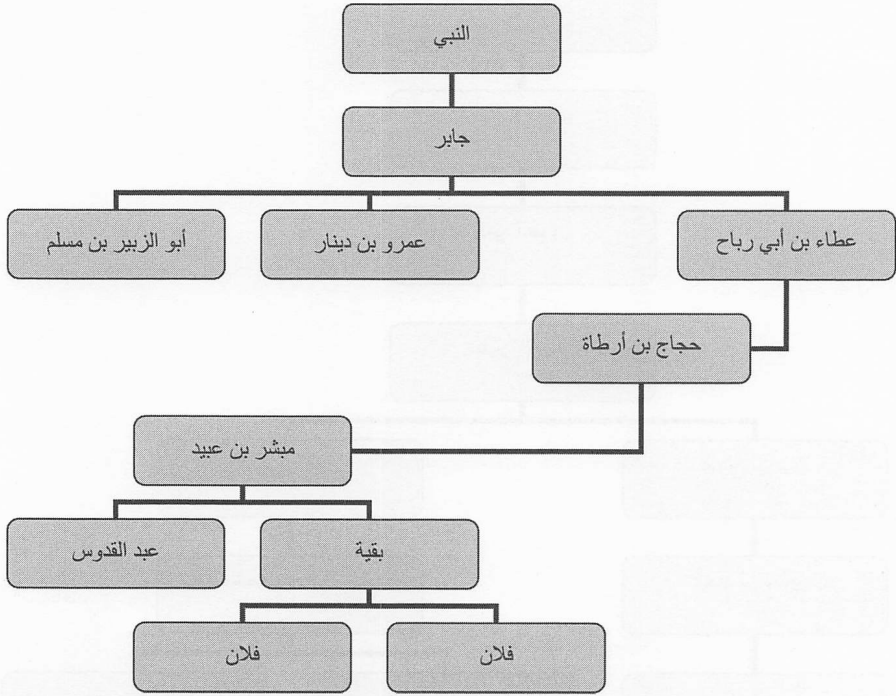 النبي
جابر
عطاء بن أبي رباح
عمرو بن دينار
أبو الزبير بن مسلم
حجاج بن أرطاة
مبشر بن عبيد
بقية
عبد القدوس
فلان
فلان